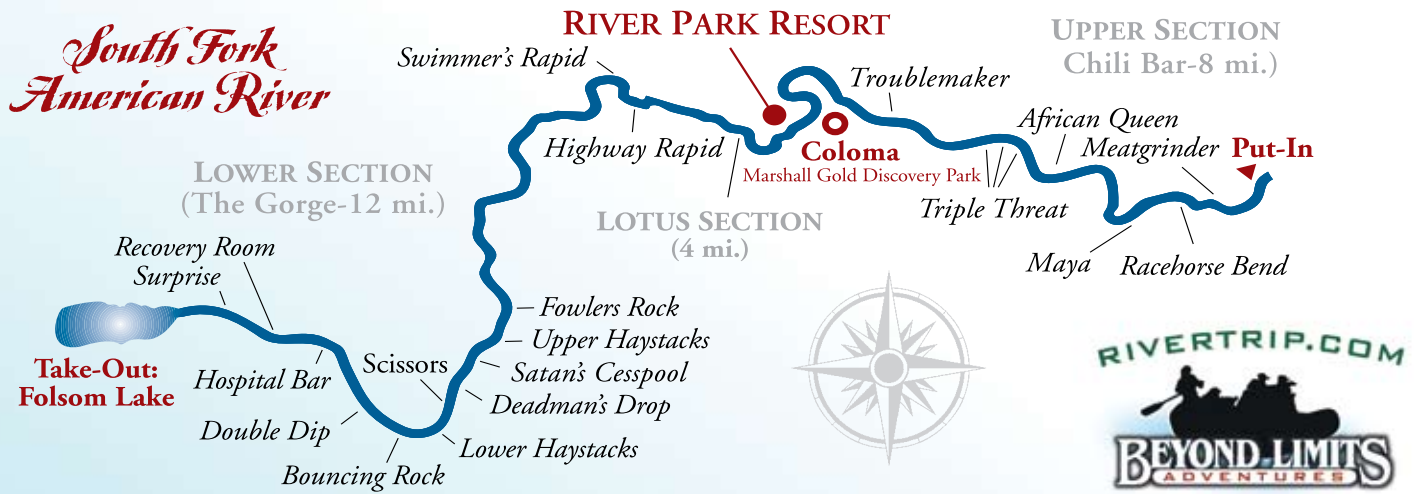 South Fork
American River
RIVER PARK RESORT
UPPER SECTION
Chili Bar-8 mi.)
Swimmer's Rapid
Troublemaker
African Queen
Meatgrinder
Put-In
Highway Rapid
Coloma
Marshall Gold Discovery Park
LOWER SECTION
(The Gorge-12 mi.)
Triple Threat
LOTUS SECTION
(4 mi.)
Maya
Racehorse Bend
Recovery Room
Surprise
Fowlers Rock
Upper Haystacks
Satan's Cesspool
Deadman's Drop
Scissors
Take-Out:
Folsom Lake
Hospital Bar
Double Dip
Lower Haystacks
Bouncing Rock
RIVERTRIP.COM
BEYOND LIMITS
ADVENTURES